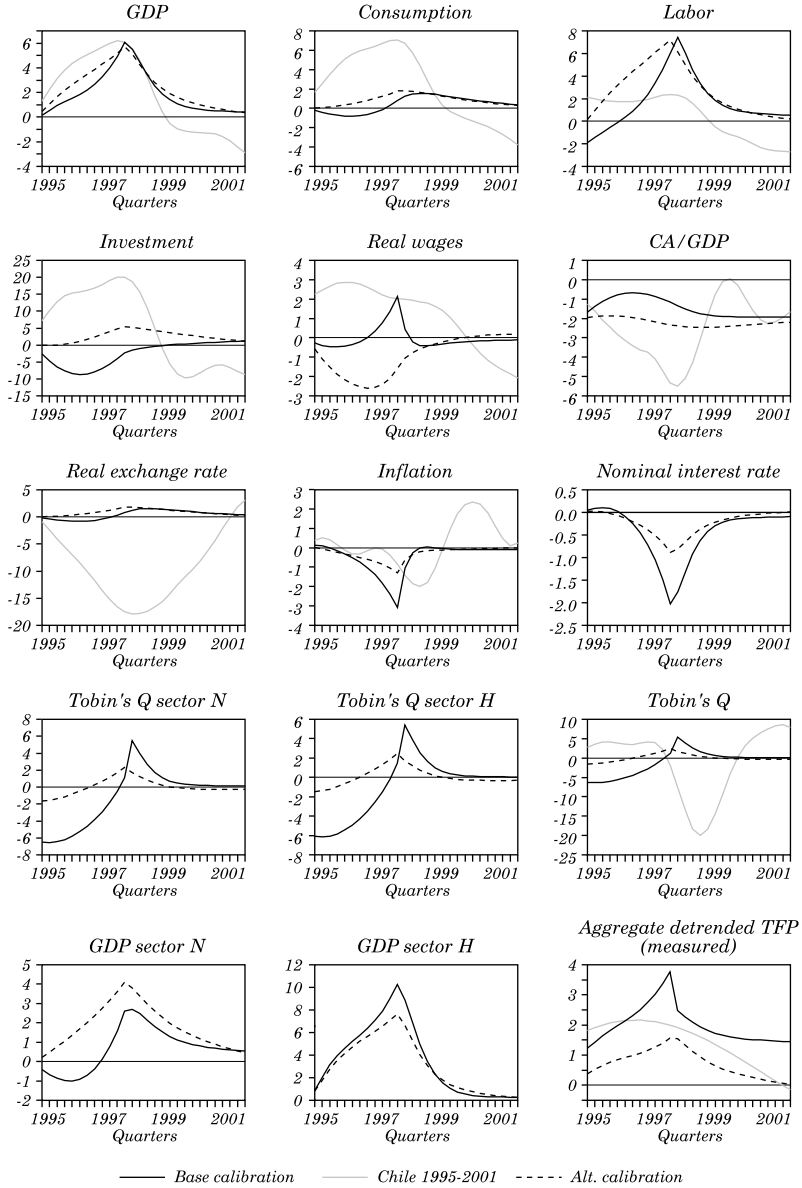 GDP Consumption Labor
6 8 8
4 6 6
2 4 4
0 2 2
-2 0 0
-4 -2 -2
-4 -4
-6
1995 1997 1999 2001 1995 1997 1999 2001 1995 1997 1999 2001
Quarters Quarters Quarters
Investment Real wages CA/GDP
25 4 1
20 3 0
15 2 -1
10 1 -2
5 0 -3
0 -1 -4
-5 -2 -5
-10 -3 -6
-15
1995 1997 1999 2001 1995 1997 1999 2001 1995 1997 1999 2001
Quarters Quarters Quarters
Real exchange rate Inflation Nominal interest rate
5 3 0.5
0 2 0.0
-5 1 -0.5
-10 0 -1.0
-15 -1 -1.5
-20 -2 -2.0
-3 -2.5
-4
1995 1997 1999 2001 1995 1997 1999 2001 1995 1997 1999 2001
Quarters Quarters Quarters
Tobin's Q sector N Tobin's Q sector H Tobin's Q
8 6 10
6 4 5
4 2 0
2 0 -5
0 -2 -10
-2 -4 -15
-4 -6 -20
-6 -8 -25
-8
1995 1997 1999 2001 1995 1997 1999 2001 1995 1997 1999 2001
Quarters Quarters Quarters
GDP sector N GDP sector H Aggregate detrended TFP
(measured)
5 12 4
4 10 3
3 8 2
2 6 1
1 4 0
0 2
-1 0
-2
1995 1997 1999 2001 1995 1997 1999 2001 1995 1997 1999 2001
Quarters Quarters Quarters
Base calibration Chile 1995-2001 Alt. calibration